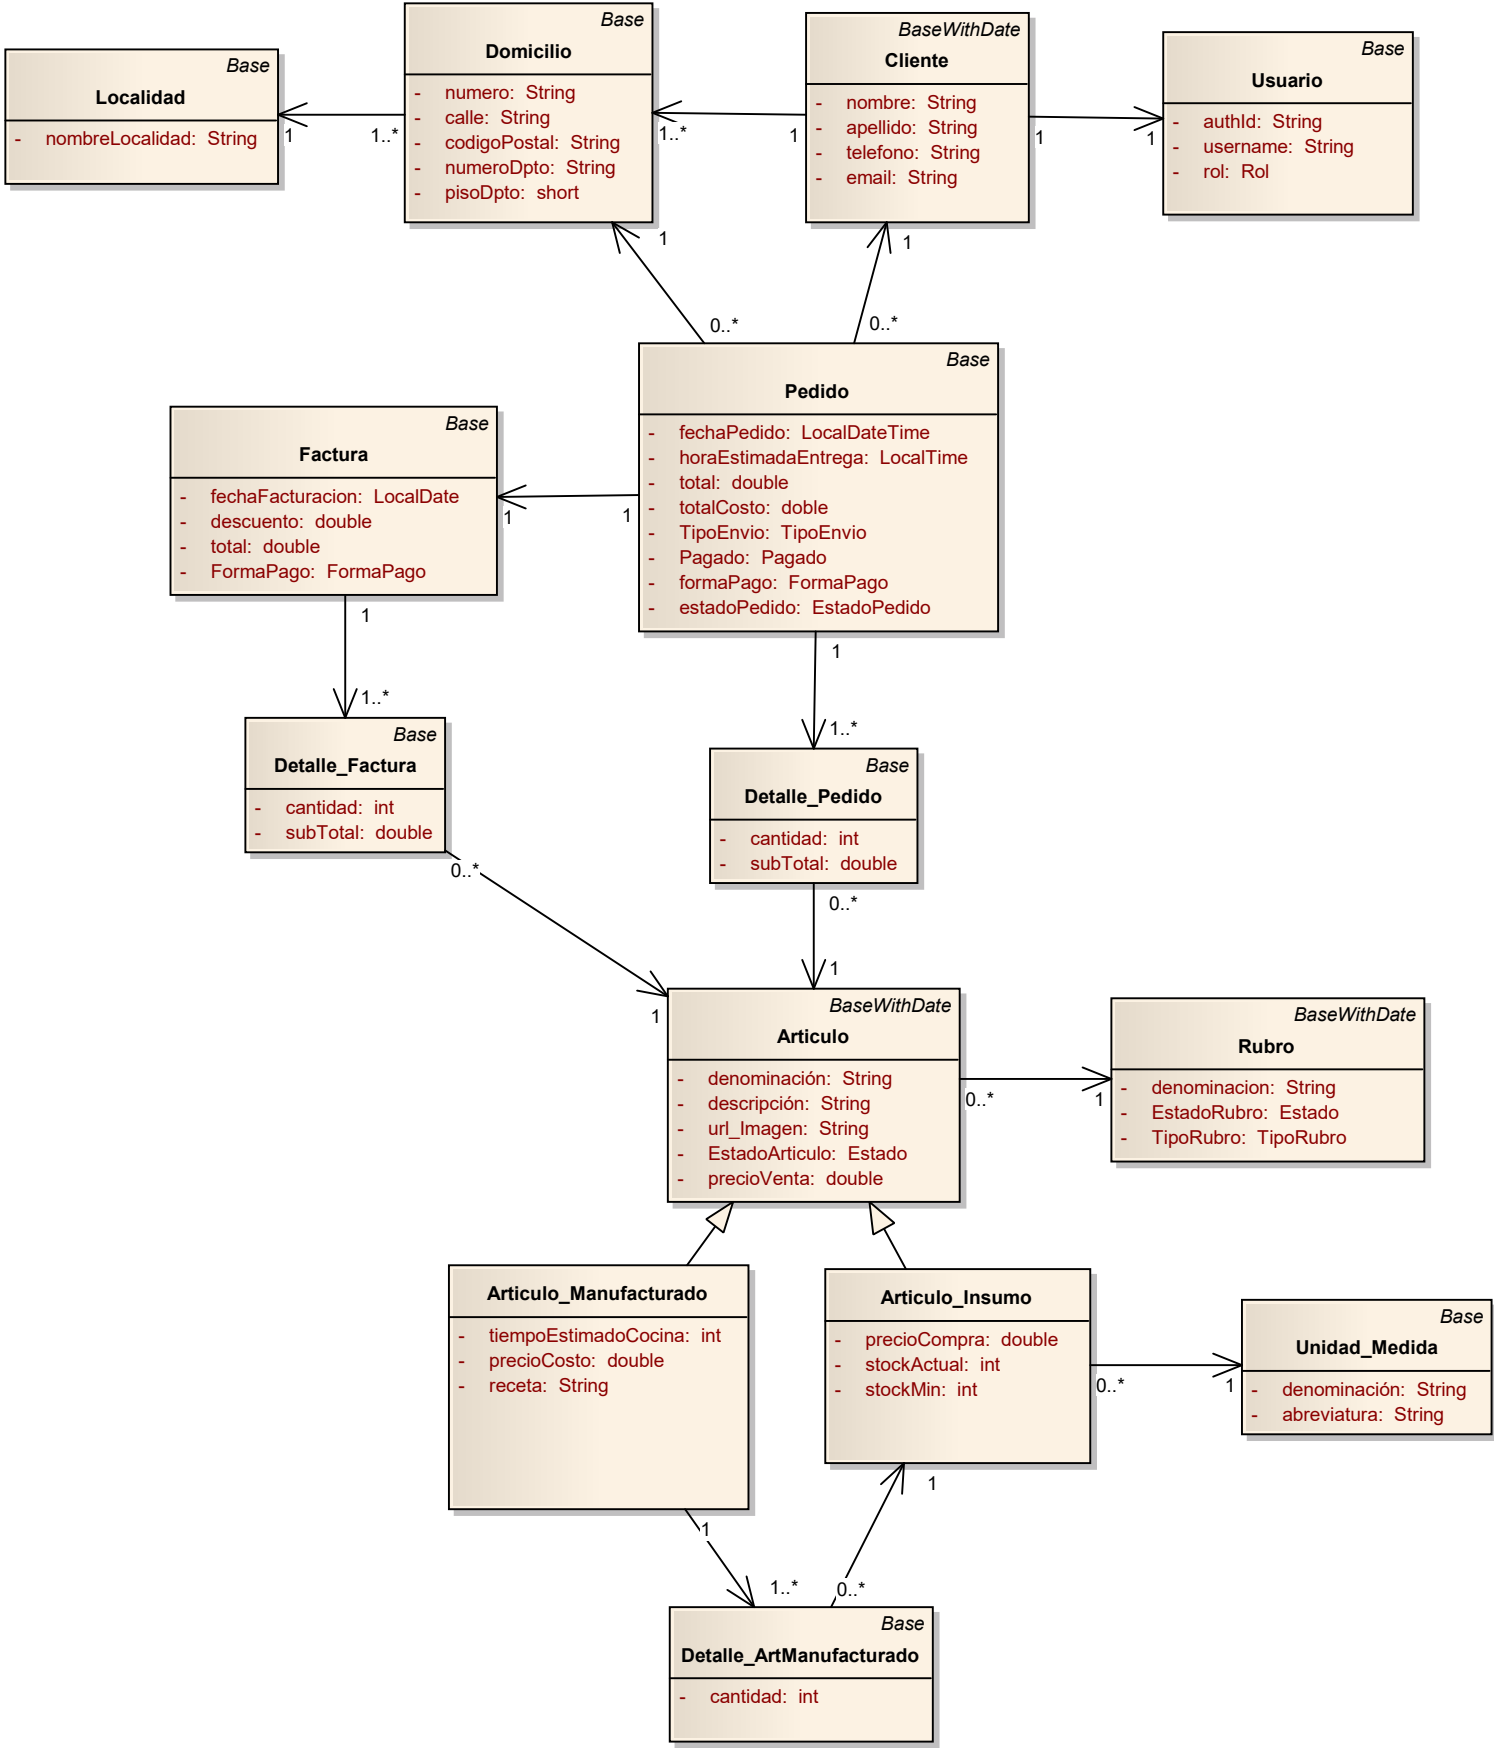 Base
Localidad
- nombreLocalidad: String
1
1..*
Base
Domicilio
- numero: String
- calle: String
- codigoPostal: String
- numeroDpto: String
- pisoDpto: short
1..*
1
BaseWithDate
Cliente
- nombre: String
- apellido: String
- telefono: String
- email: String
1
1
Base
Usuario
- authId: String
- username: String
- rol: Rol
1
0..*
1
0..*
Base
Pedido
- fechaPedido: LocalDateTime
- horaEstimadaEntrega: LocalTime
- total: double
- totalCosto: doble
- TipoEnvio: TipoEnvio
- Pagado: Pagado
- formaPago: FormaPago
- estadoPedido: EstadoPedido
1
1
Base
Factura
- fechaFacturacion: LocalDate
- descuento: double
- total: double
- FormaPago: FormaPago
1
1..*
1
1..*
Base
Detalle_Factura
- cantidad: int
- subTotal: double
0..*
1
Base
Detalle_Pedido
- cantidad: int
- subTotal: double
0..*
1
BaseWithDate
Articulo
- denominación: String
- descripción: String
- url_Imagen: String
- EstadoArticulo: Estado
- precioVenta: double
0..*
1
BaseWithDate
Rubro
- denominacion: String
- EstadoRubro: Estado
- TipoRubro: TipoRubro
Articulo_Manufacturado
- tiempoEstimadoCocina: int
- precioCosto: double
- receta: String
Articulo_Insumo
- precioCompra: double
- stockActual: int
- stockMin: int
0..*
1
Base
Unidad_Medida
- denominación: String
- abreviatura: String
1
1..*
0..*
1
Base
Detalle_ArtManufacturado
- cantidad: int